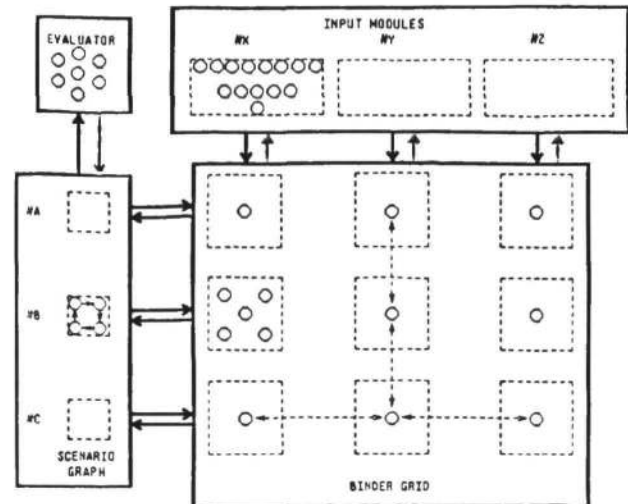 EVALUATOR
INPUT MODULES
#X #Y #Z
#A
#B
#C
SCENARIO
GRAPH
BINDER GRID